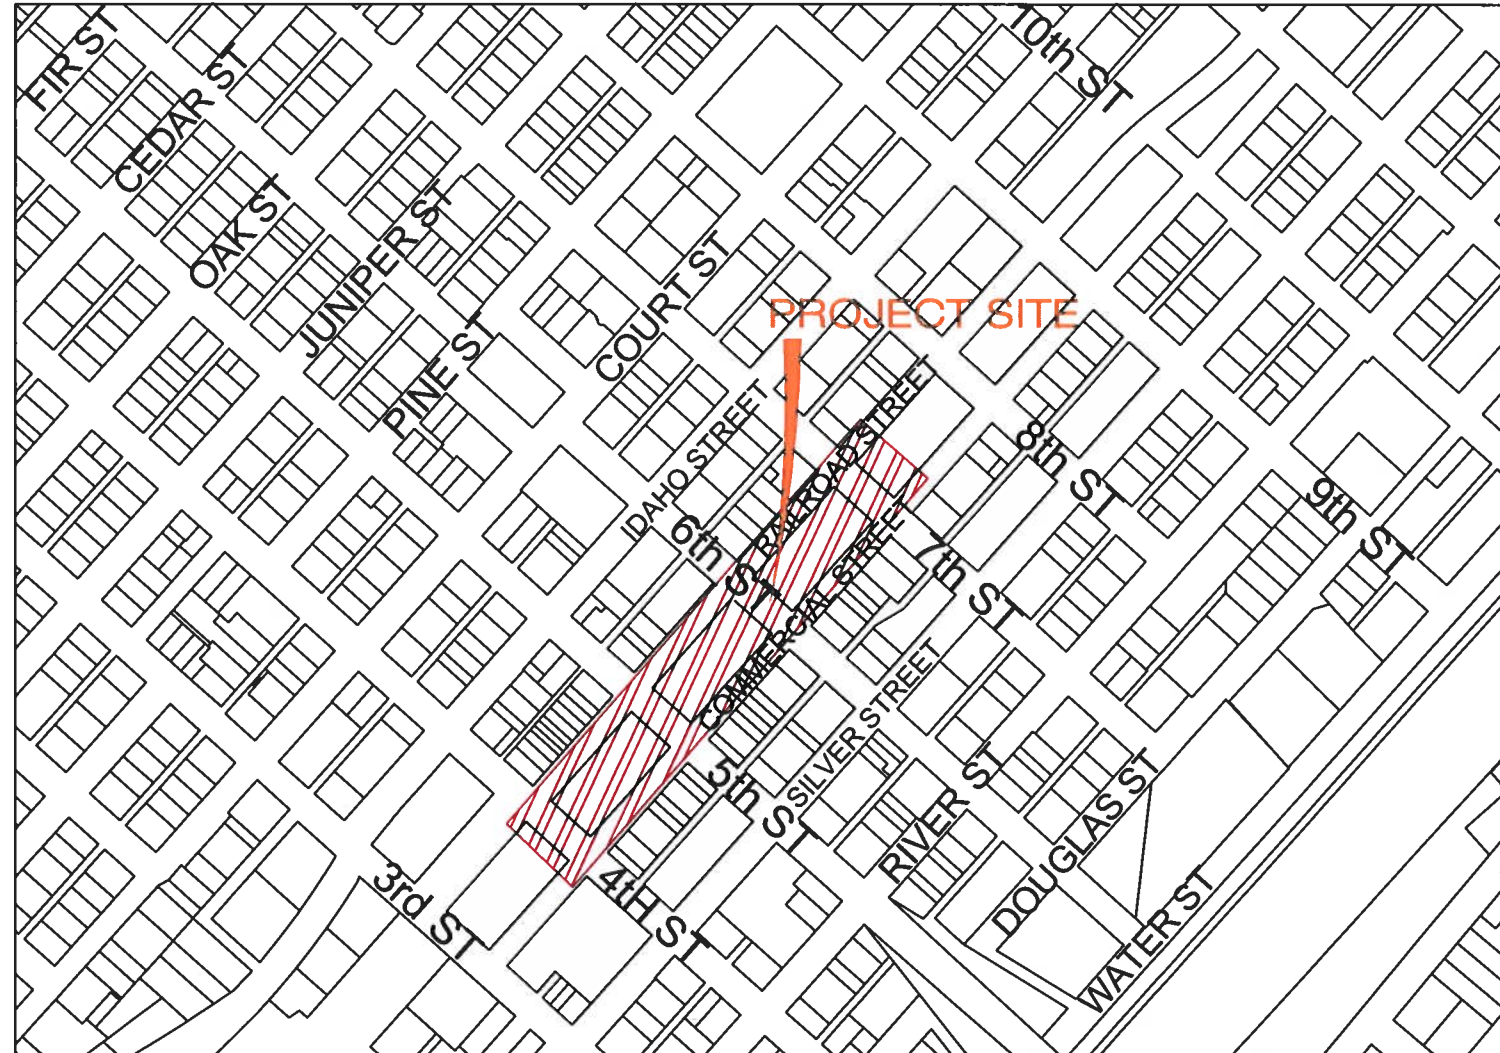 FIR ST
CEDAR ST
10th ST
OAK ST
JUNIPER ST
COURT ST
PROJECT SITE
PINE ST
IDAHO STREET
RAILROAD STREET
8th ST
6th ST
9th ST
COMMERCIAL STREET
7th ST
SILVER STREET
5th ST
RIVER ST
DOUGLAS ST
3rd ST
4TH ST
WATER ST